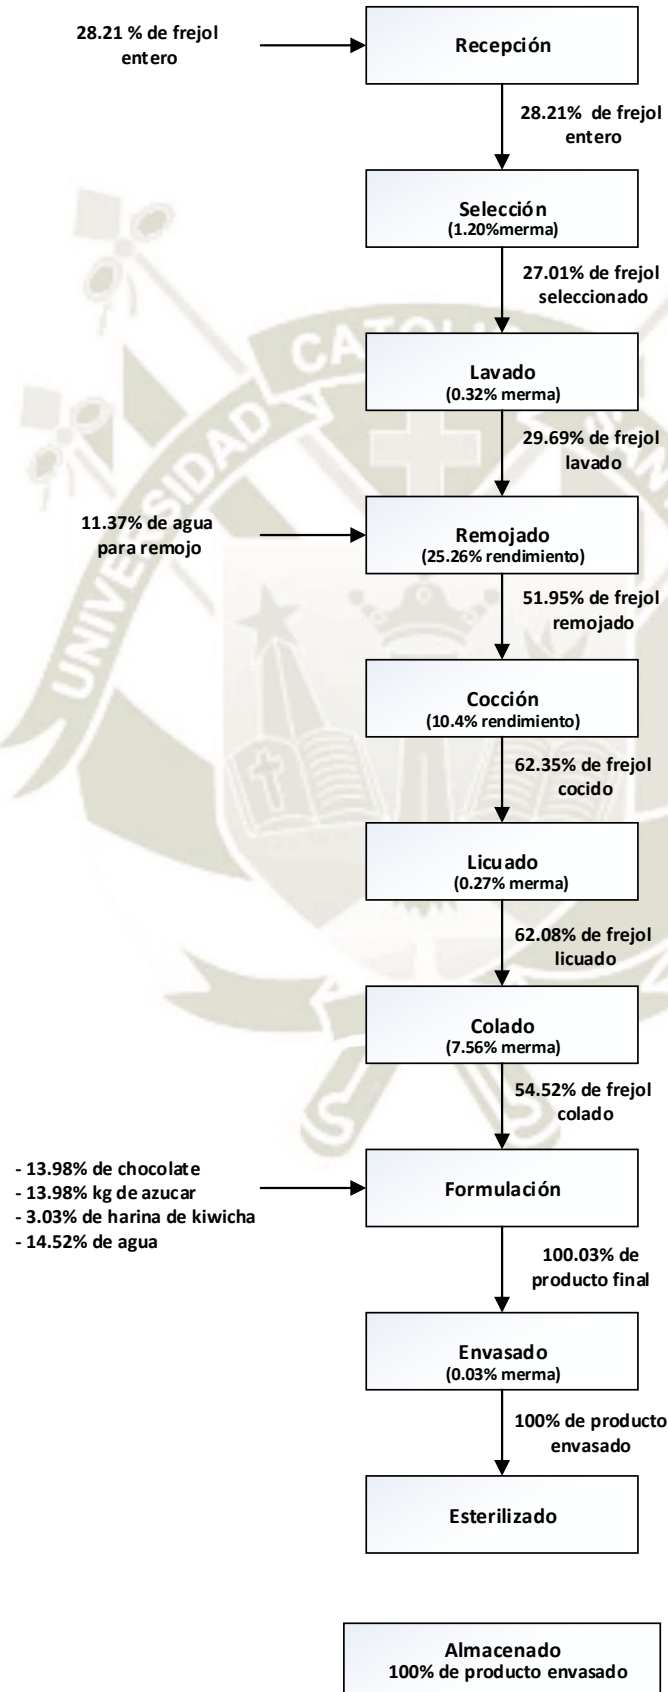 28.21 % de frejol
entero
Recepción
28.21% de frejol
entero
Selección
(1.20%merma)
27.01% de frejol
seleccionado
Lavado
(0.32% merma)
29.69% de frejol
lavado
11.37% de agua
para remojo
Remojado
(25.26% rendimiento)
51.95% de frejol
remojado
Cocción
(10.4% rendimiento)
62.35% de frejol
cocido
Licuado
(0.27% merma)
62.08% de frejol
licuado
Colado
(7.56% merma)
54.52% de frejol
colado
- 13.98% de chocolate
- 13.98% kg de azucar
- 3.03% de harina de kiwicha
- 14.52% de agua
Formulación
100.03% de
producto final
Envasado
(0.03% merma)
100% de producto
envasado
Esterilizado
Almacenado
100% de producto envasado
UNIVERSIDAD